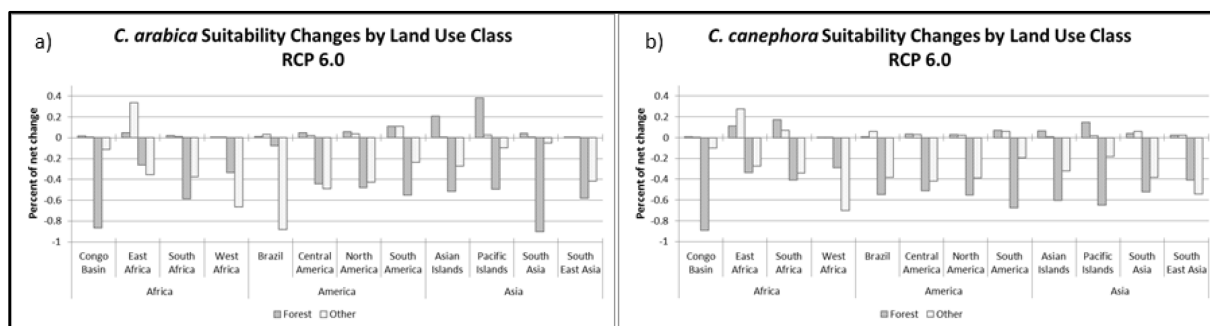 a)
C. arabica Suitability Changes by Land Use Class
RCP 6.0
Percent of net change
0.4
0.2
0
-0.2
-0.4
-0.6
-0.8
-1
Congo Basin
East Africa
South Africa
West Africa
Brazil
Central America
North America
South America
Asian Islands
Pacific Islands
South Asia
South East Asia
Africa
America
Asia
Forest
Other
b)
C. canephora Suitability Changes by Land Use Class
RCP 6.0
Percent of net change
0.4
0.2
0
-0.2
-0.4
-0.6
-0.8
-1
Congo Basin
East Africa
South Africa
West Africa
Brazil
Central America
North America
South America
Asian Islands
Pacific Islands
South Asia
South East Asia
Africa
America
Asia
Forest
Other